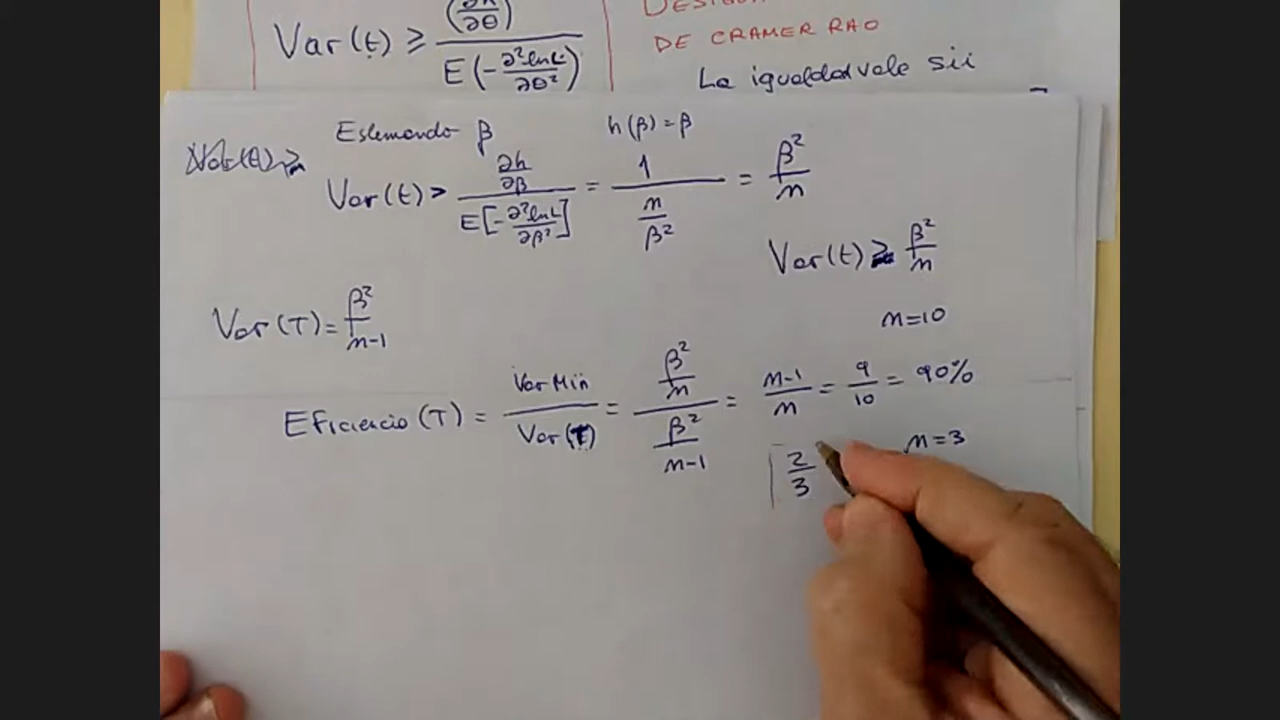 Var(t) ≥ (∂h/∂θ) / E(-∂²lnL/∂θ²)
DESIGU
DE CRAMER RAO
La igualdad vale sii
Estimando β
h(β) = β
Var(t) > ∂h/∂β / E[-∂²lnL/∂β²] = 1 / (n/β²) = β²/n
Var(t) ≥ β²/n
Var(T) = β²/n-1
n=10
Eficiencia (T) = Var Min / Var(T) = (β²/n) / (β²/n-1) = n-1/n = 9/10 = 90%
n=3
2/3